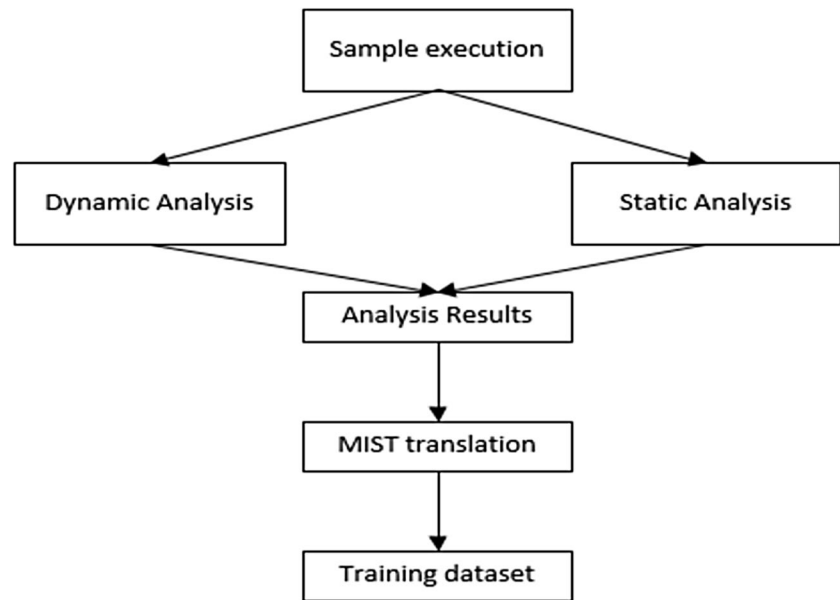 Sample execution
Dynamic Analysis
Static Analysis
Analysis Results
MIST translation
Training dataset